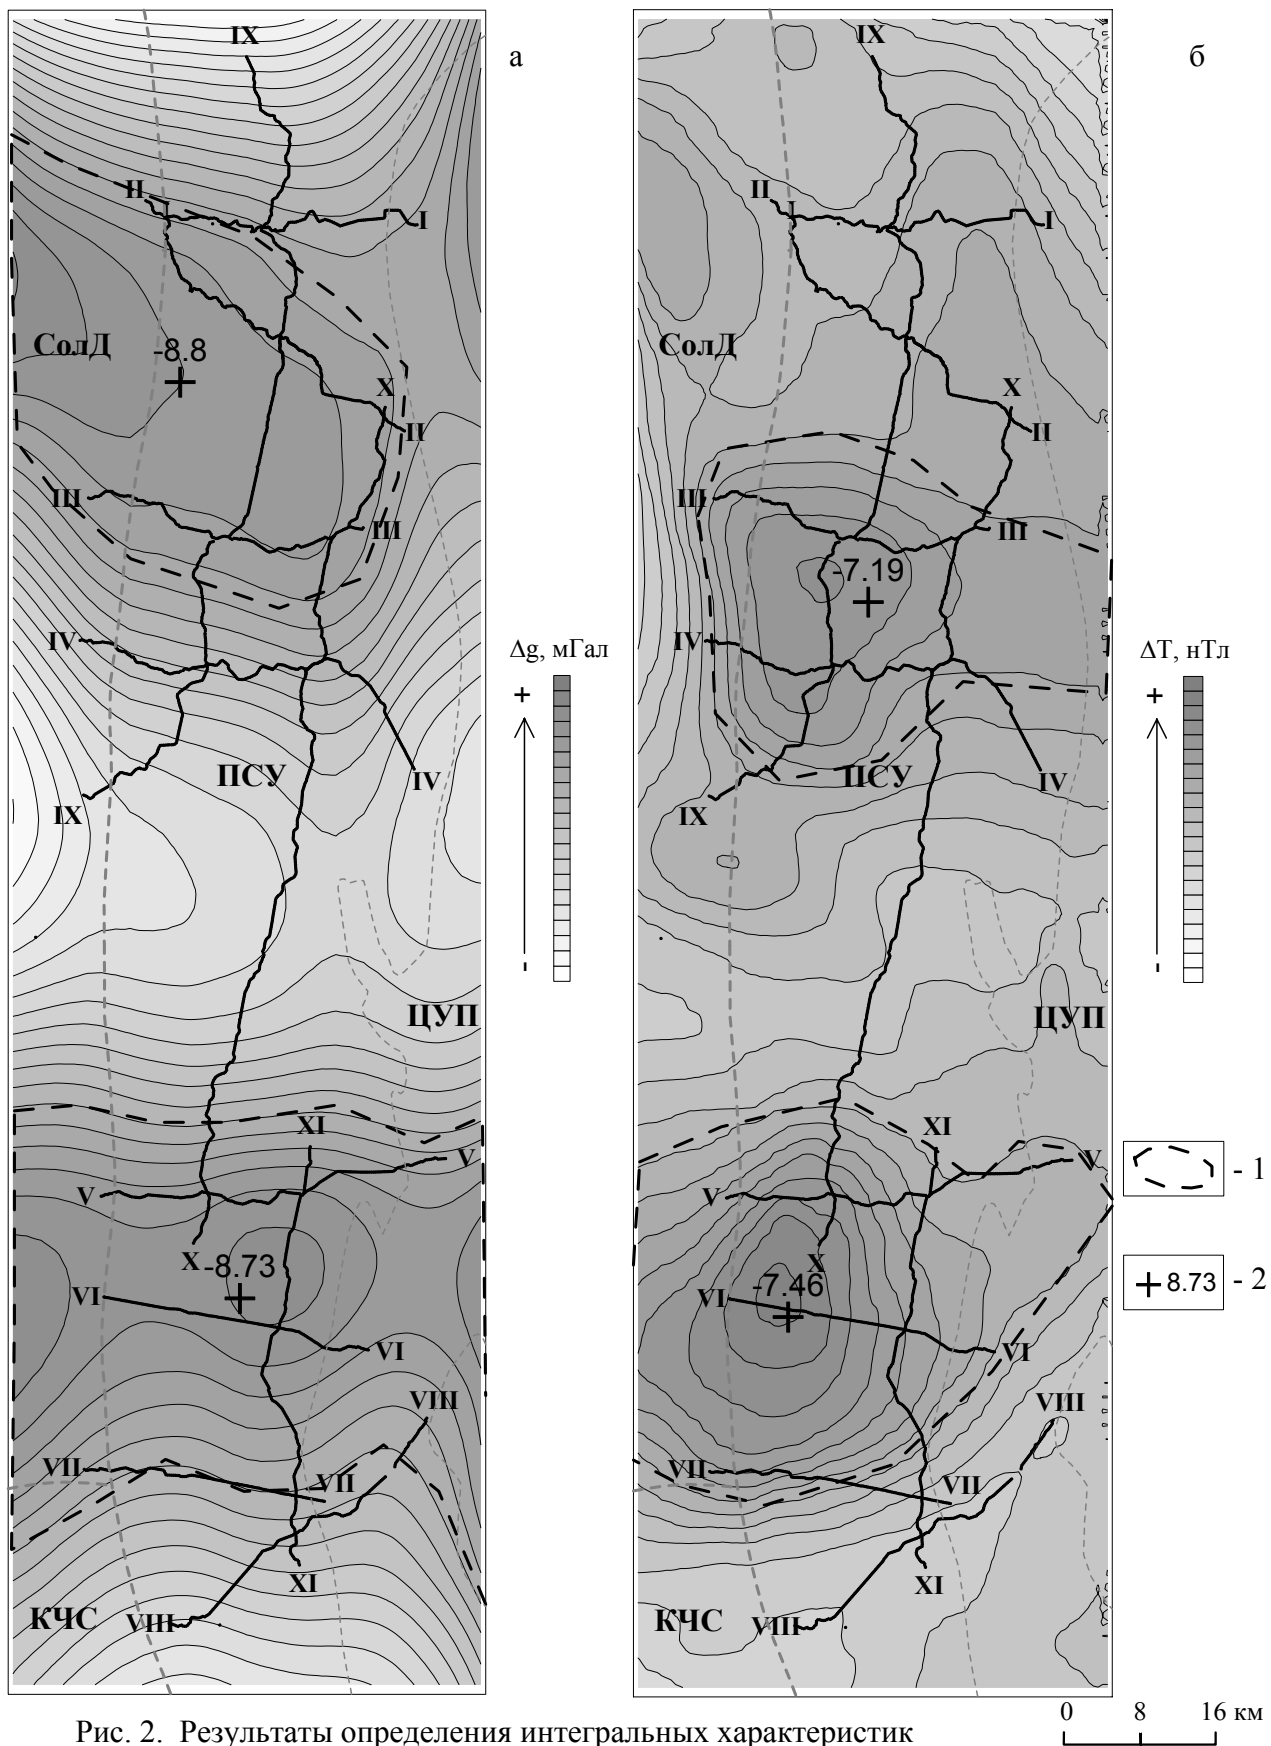 а
IX
II
I
СолД
-8.8
X
II
III
III
IV
ПСУ
IV
IX
ЦУП
XI
V
V
X
-8.73
VI
VI
VIII
VII
VII
XI
КЧС
VIII
Δg, мГал
+
-
б
IX
II
I
СолД
X
II
III
III
-7.19
IV
ПСУ
IV
IX
ЦУП
XI
V
V
X
-7.46
VI
VI
VIII
VII
VII
XI
КЧС
VIII
ΔT, нТл
+
-
- 1
8.73 - 2
0 8 16 км
Рис. 2. Результаты определения интегральных характеристик